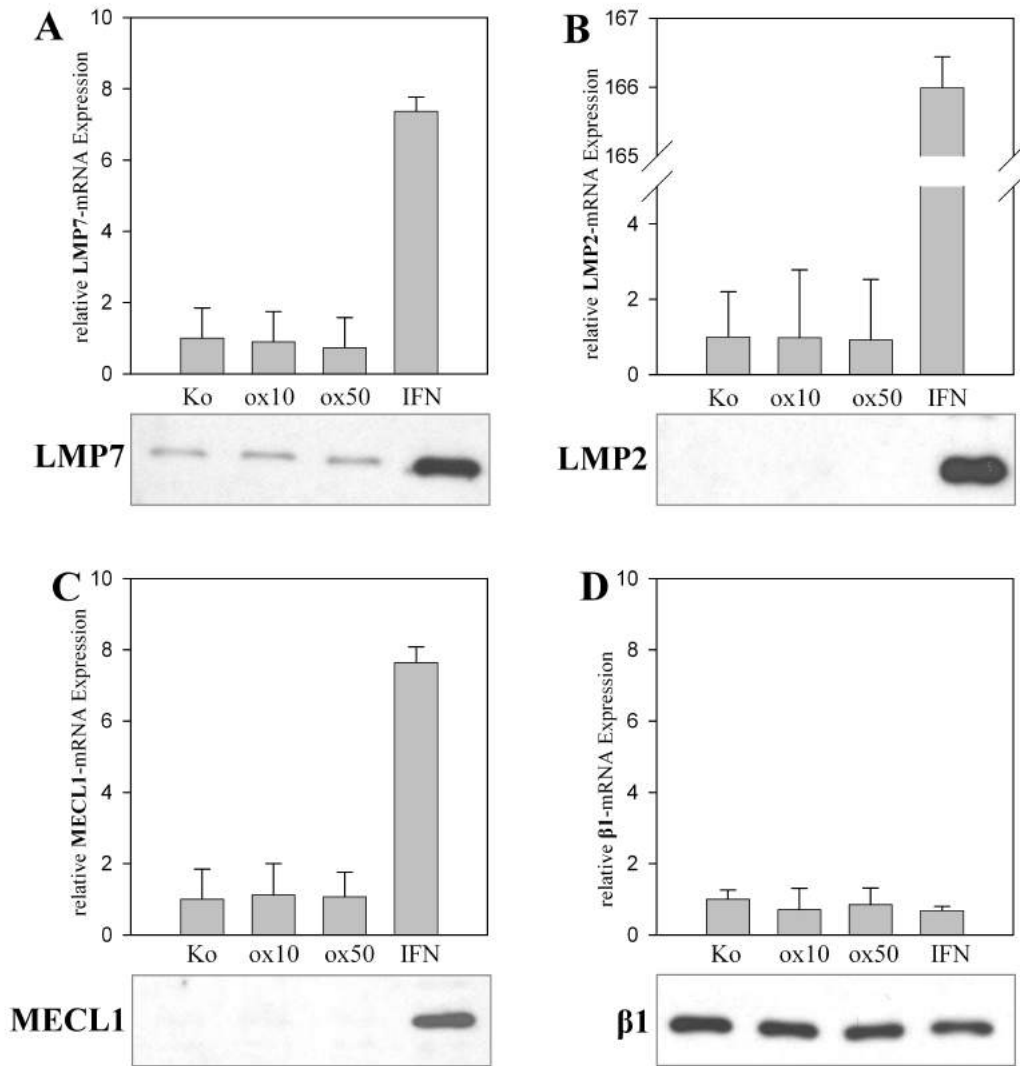 A
relative LMP7-mRNA Expression
10
8
6
4
2
0
Ko ox10 ox50 IFN
LMP7
B
relative LMP2-mRNA Expression
167
166
165
4
2
0
Ko ox10 ox50 IFN
LMP2
C
relative MECL1-mRNA Expression
10
8
6
4
2
0
Ko ox10 ox50 IFN
MECL1
D
relative β1-mRNA Expression
10
8
6
4
2
0
Ko ox10 ox50 IFN
β1